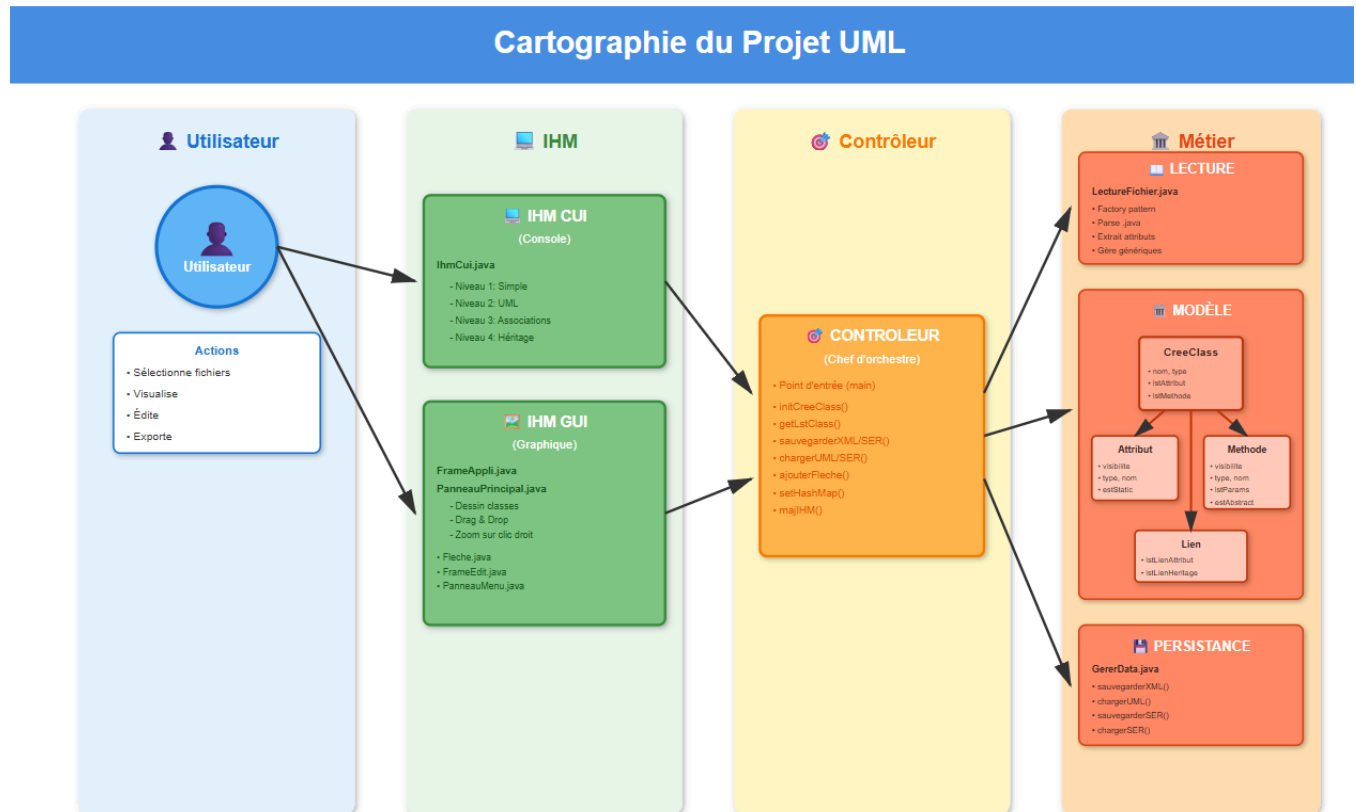 Cartographie du Projet UML
Utilisateur
Utilisateur
Actions
• Sélectionne fichiers
• Visualise
• Édite
• Exporte
IHM
IHM CUI
(Console)
IhmCui.java
- Niveau 1: Simple
- Niveau 2: UML
- Niveau 3: Associations
- Niveau 4: Héritage
IHM GUI
(Graphique)
FrameAppli.java
PanneauPrincipal.java
- Dessin classes
- Drag & Drop
- Zoom sur clic droit
• Fleche.java
• FrameEdit.java
• PanneauMenu.java
Contrôleur
CONTROLEUR
(Chef d'orchestre)
• Point d'entrée (main)
• initCreeClass()
• getLstClass()
• sauvegarderXML/SER()
• chargerUML/SER()
• ajouterFleche()
• setHashMap()
• majIHM()
Métier
LECTURE
LectureFichier.java
• Factory pattern
• Parse .java
• Extrait attributs
• Gère génériques
MODÈLE
CreeClass
• nom, type
• lstAttribut
• lstMethode
Attribut
• visibilite
• type, nom
• estStatic
Methode
• visibilite
• type, nom
• lstParams
• estAbstract
Lien
• lstLienAttribut
• lstLienHeritage
PERSISTANCE
GererData.java
• sauvegarderXML()
• chargerUML()
• sauvegarderSER()
• chargerSER()